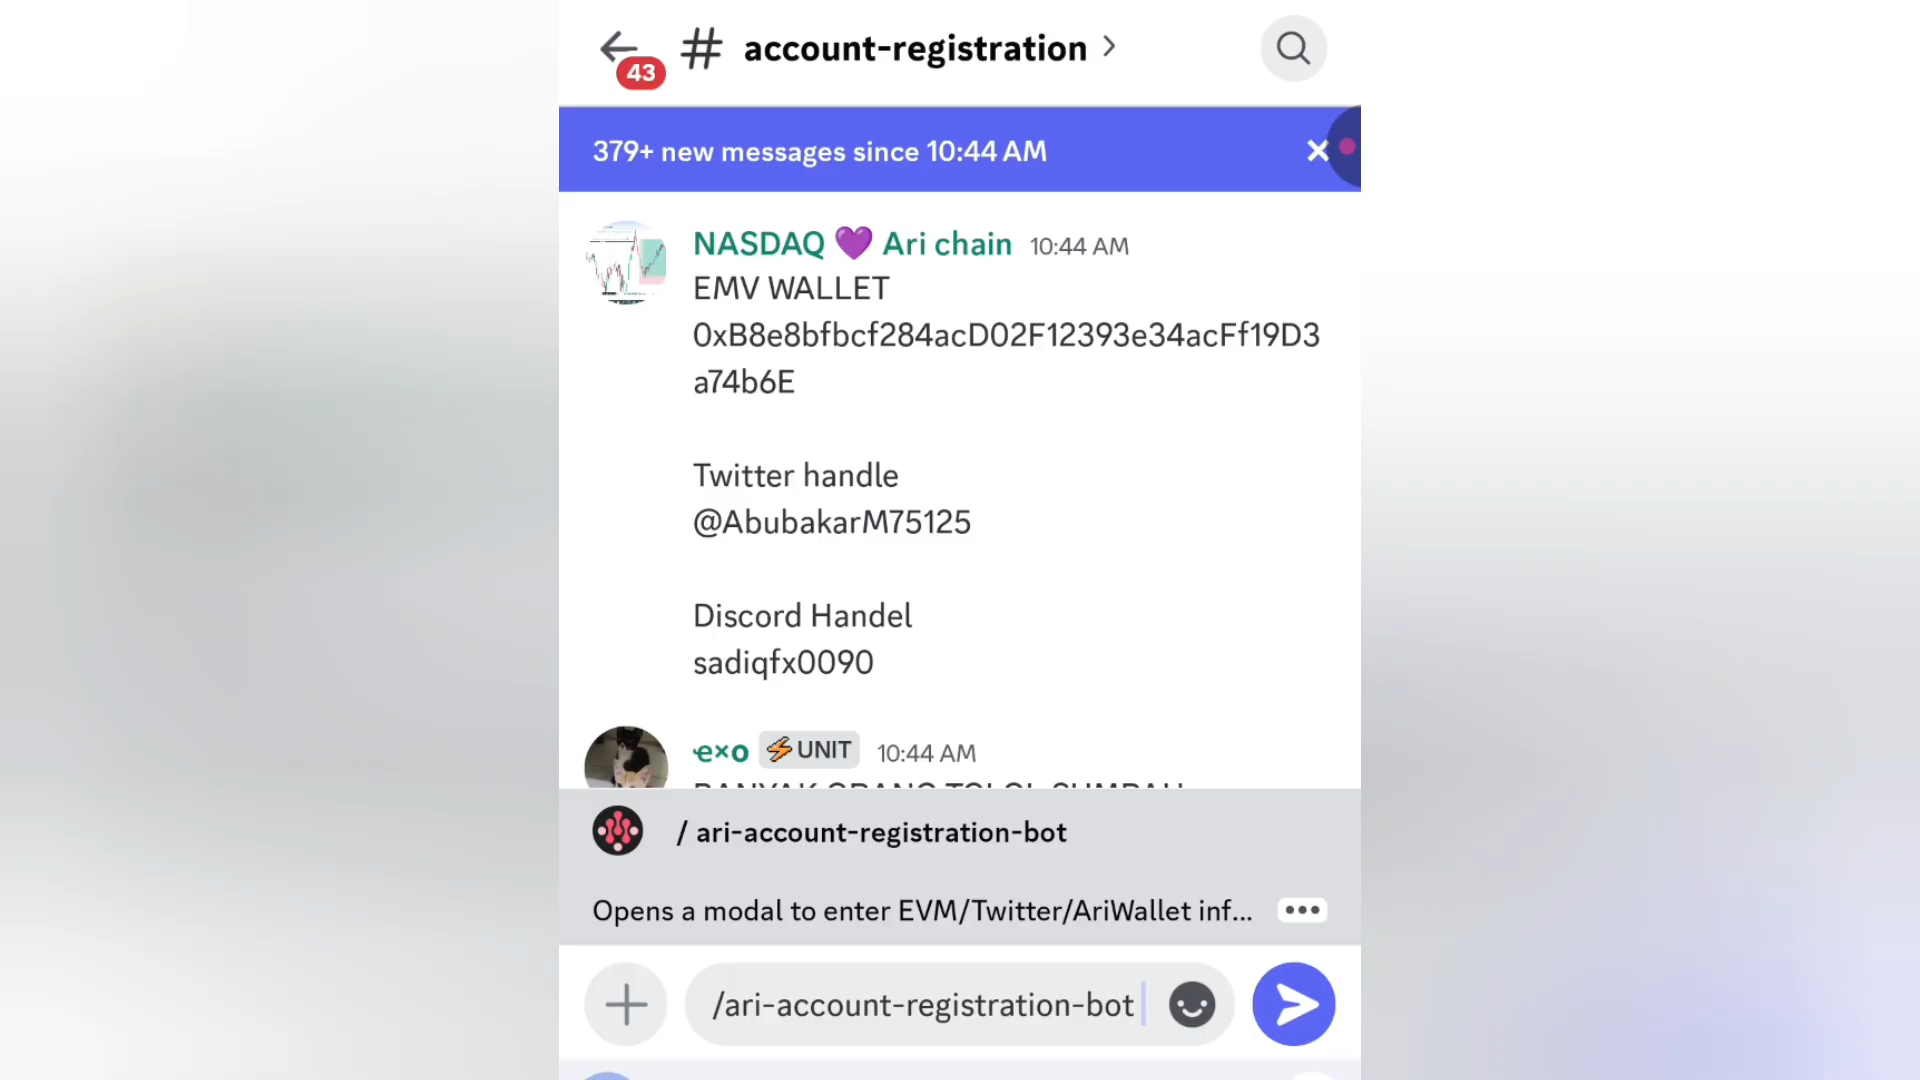 43
# account-registration >
379+ new messages since 10:44 AM
NASDAQ 💜 Ari chain 10:44 AM
EMV WALLET
0xB8e8bfbcf284acD02F12393e34acFf19D3
a74b6E
Twitter handle
@AbubakarM75125
Discord Handel
sadiqfx0090
exo ⚡UNIT 10:44 AM
/ ari-account-registration-bot
Opens a modal to enter EVM/Twitter/AriWallet inf...
/ari-account-registration-bot